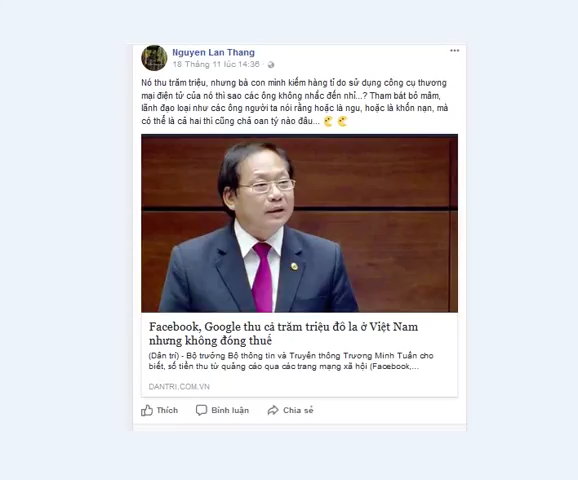 Nguyen Lan Thang
18 Tháng 11 lúc 14:36 ·
Nó thu trăm triệu, nhưng bà con mình kiếm hàng tỉ do sử dụng công cụ thương
mại điện tử của nó thì sao các ông không nhắc đến nhỉ...? Tham bát bỏ mâm,
lãnh đạo loại như các ông người ta nói rằng hoặc là ngu, hoặc là khốn nạn, mà
có thể là cả hai thì cũng chả oan tý nào đâu...
Facebook, Google thu cả trăm triệu đô la ở Việt Nam
nhưng không đóng thuế
(Dân trí) - Bộ trưởng Bộ thông tin và Truyền thông Trương Minh Tuấn cho
biết, số tiền thu từ quảng cáo qua các trang mạng xã hội (Facebook,...
DANTRI.COM.VN
Thích Bình luận Chia sẻ